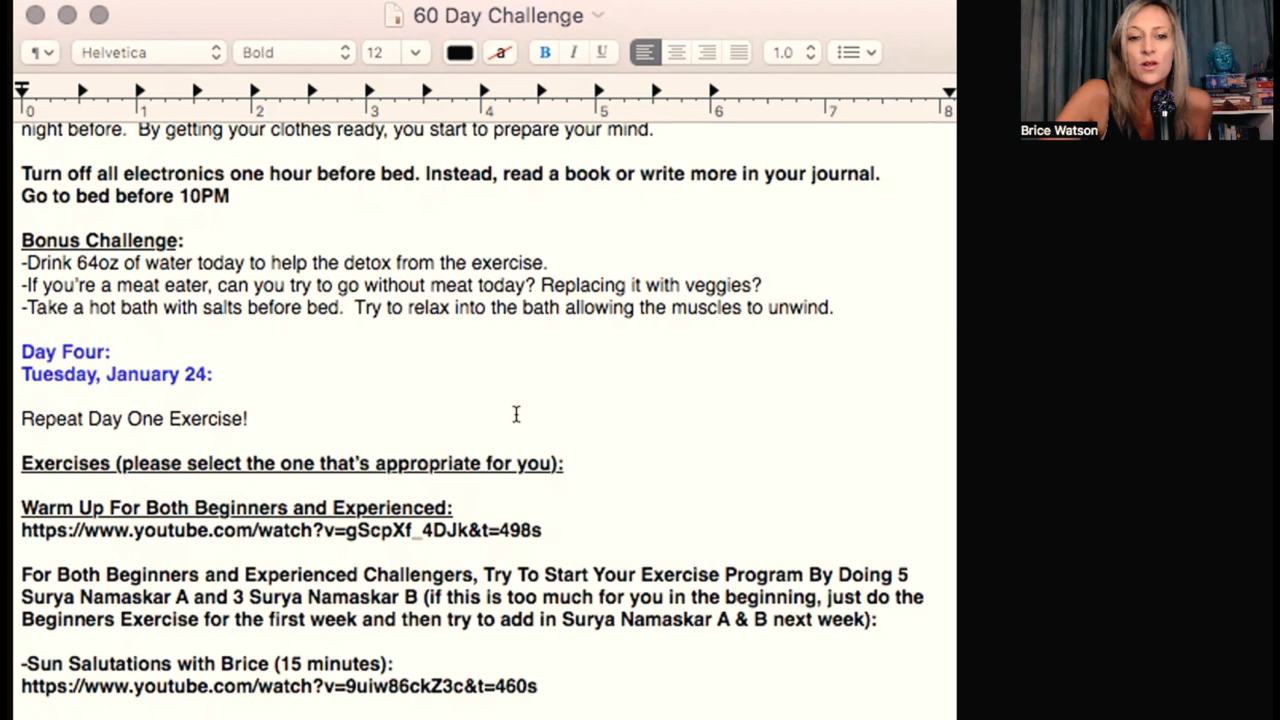 60 Day Challenge
¶ Helvetica Bold 12 a B I U 1.0
0 1 2 3 4 5 6 7 8
night before. By getting your clothes ready, you start to prepare your mind.
Turn off all electronics one hour before bed. Instead, read a book or write more in your journal.
Go to bed before 10PM
Bonus Challenge:
-Drink 64oz of water today to help the detox from the exercise.
-If you're a meat eater, can you try to go without meat today? Replacing it with veggies?
-Take a hot bath with salts before bed. Try to relax into the bath allowing the muscles to unwind.
Day Four:
Tuesday, January 24:
Repeat Day One Exercise!
Exercises (please select the one that's appropriate for you):
Warm Up For Both Beginners and Experienced:
https://www.youtube.com/watch?v=gScpXf_4DJk&t=498s
For Both Beginners and Experienced Challengers, Try To Start Your Exercise Program By Doing 5
Surya Namaskar A and 3 Surya Namaskar B (if this is too much for you in the beginning, just do the
Beginners Exercise for the first week and then try to add in Surya Namaskar A & B next week):
-Sun Salutations with Brice (15 minutes):
https://www.youtube.com/watch?v=9uiw86ckZ3c&t=460s
Brice Watson